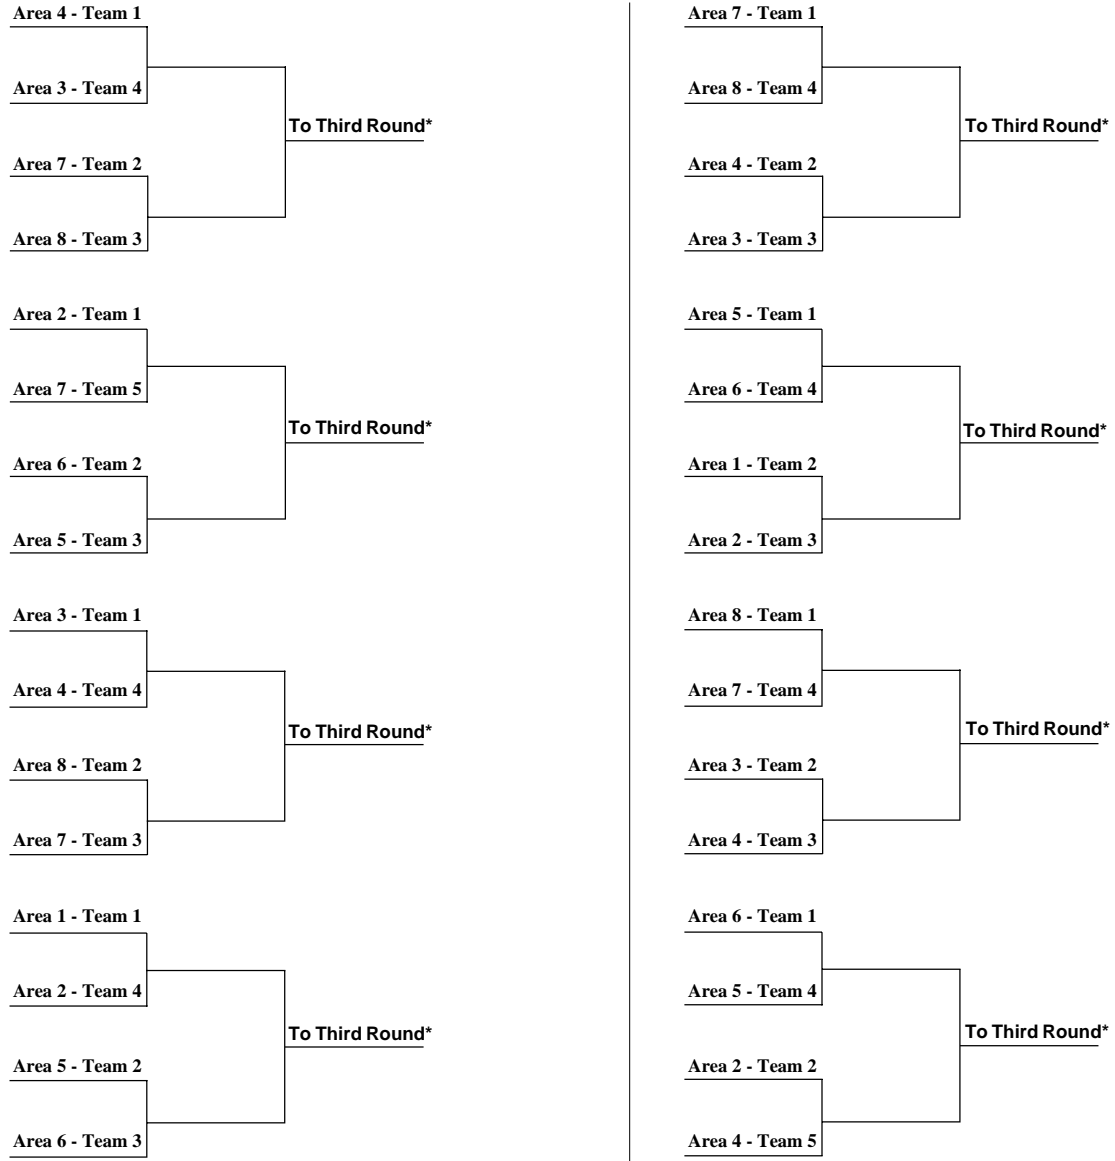 Area 4 - Team 1
Area 3 - Team 4
To Third Round*
Area 7 - Team 2
Area 8 - Team 3
Area 2 - Team 1
Area 7 - Team 5
To Third Round*
Area 6 - Team 2
Area 5 - Team 3
Area 3 - Team 1
Area 4 - Team 4
To Third Round*
Area 8 - Team 2
Area 7 - Team 3
Area 1 - Team 1
Area 2 - Team 4
To Third Round*
Area 5 - Team 2
Area 6 - Team 3
Area 7 - Team 1
Area 8 - Team 4
To Third Round*
Area 4 - Team 2
Area 3 - Team 3
Area 5 - Team 1
Area 6 - Team 4
To Third Round*
Area 1 - Team 2
Area 2 - Team 3
Area 8 - Team 1
Area 7 - Team 4
To Third Round*
Area 3 - Team 2
Area 4 - Team 3
Area 6 - Team 1
Area 5 - Team 4
To Third Round*
Area 2 - Team 2
Area 4 - Team 5